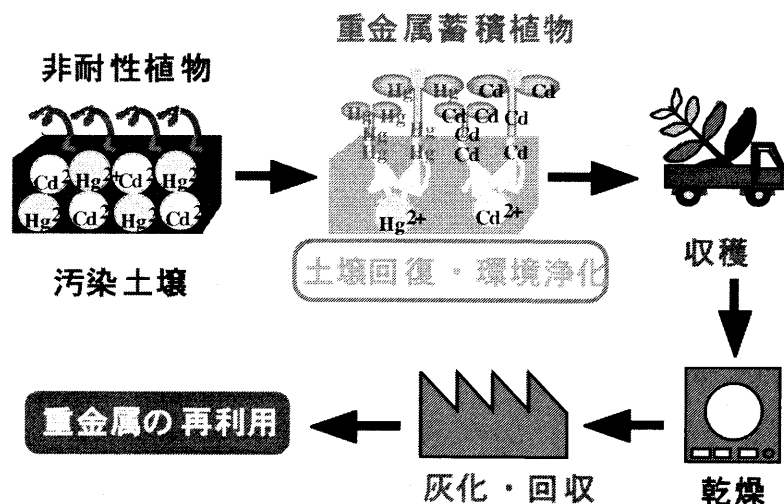 重金属蓄積植物
非耐性植物
Hg Hg Cd Cd
Hg Hg Cd Cd Cd
Hg Hg Cd Cd
Hg Hg Cd Cd
Cd2 Hg2+ Cd2 Hg2
Hg2 Cd2 Hg2 Cd2
Hg2+ Cd2+
汚染土壌
土壌回復・環境浄化
収穫
重金属の再利用
灰化・回収
乾燥